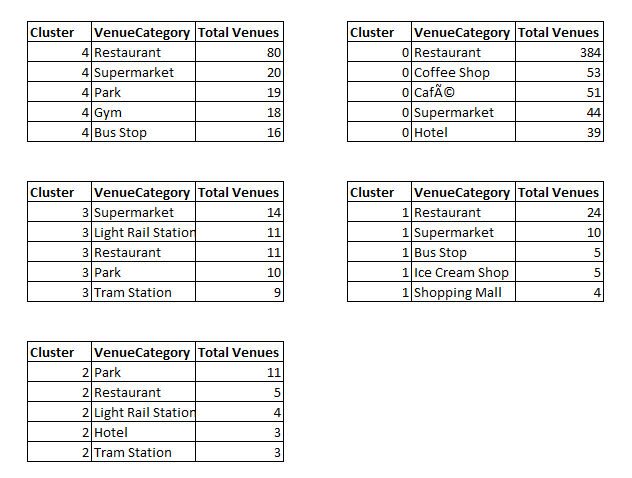 Cluster VenueCategory Total Venues
4 Restaurant 80
4 Supermarket 20
4 Park 19
4 Gym 18
4 Bus Stop 16
Cluster VenueCategory Total Venues
0 Restaurant 384
0 Coffee Shop 53
0 CafÃ© 51
0 Supermarket 44
0 Hotel 39
Cluster VenueCategory Total Venues
3 Supermarket 14
3 Light Rail Station 11
3 Restaurant 11
3 Park 10
3 Tram Station 9
Cluster VenueCategory Total Venues
1 Restaurant 24
1 Supermarket 10
1 Bus Stop 5
1 Ice Cream Shop 5
1 Shopping Mall 4
Cluster VenueCategory Total Venues
2 Park 11
2 Restaurant 5
2 Light Rail Station 4
2 Hotel 3
2 Tram Station 3